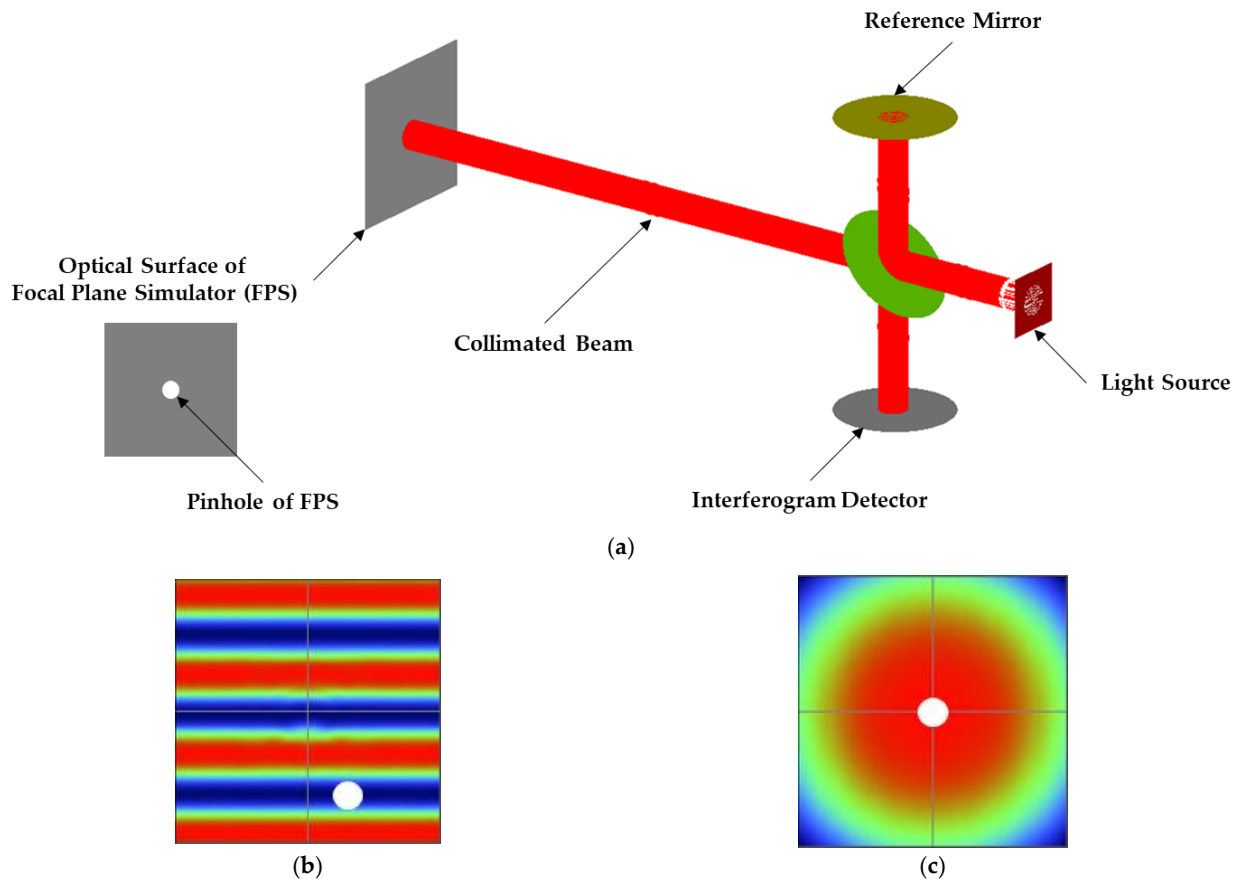 Reference Mirror
Optical Surface of
Focal Plane Simulator (FPS)
Collimated Beam
Light Source
Pinhole of FPS
Interferogram Detector
(a)
(b)
(c)